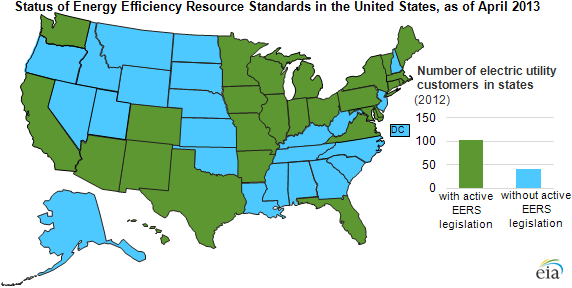 Status of Energy Efficiency Resource Standards in the United States, as of April 2013
Number of electric utility
customers in states
(2012)
150
100
50
0
DC
with active
EERS
legislation
without active
EERS
legislation
eia